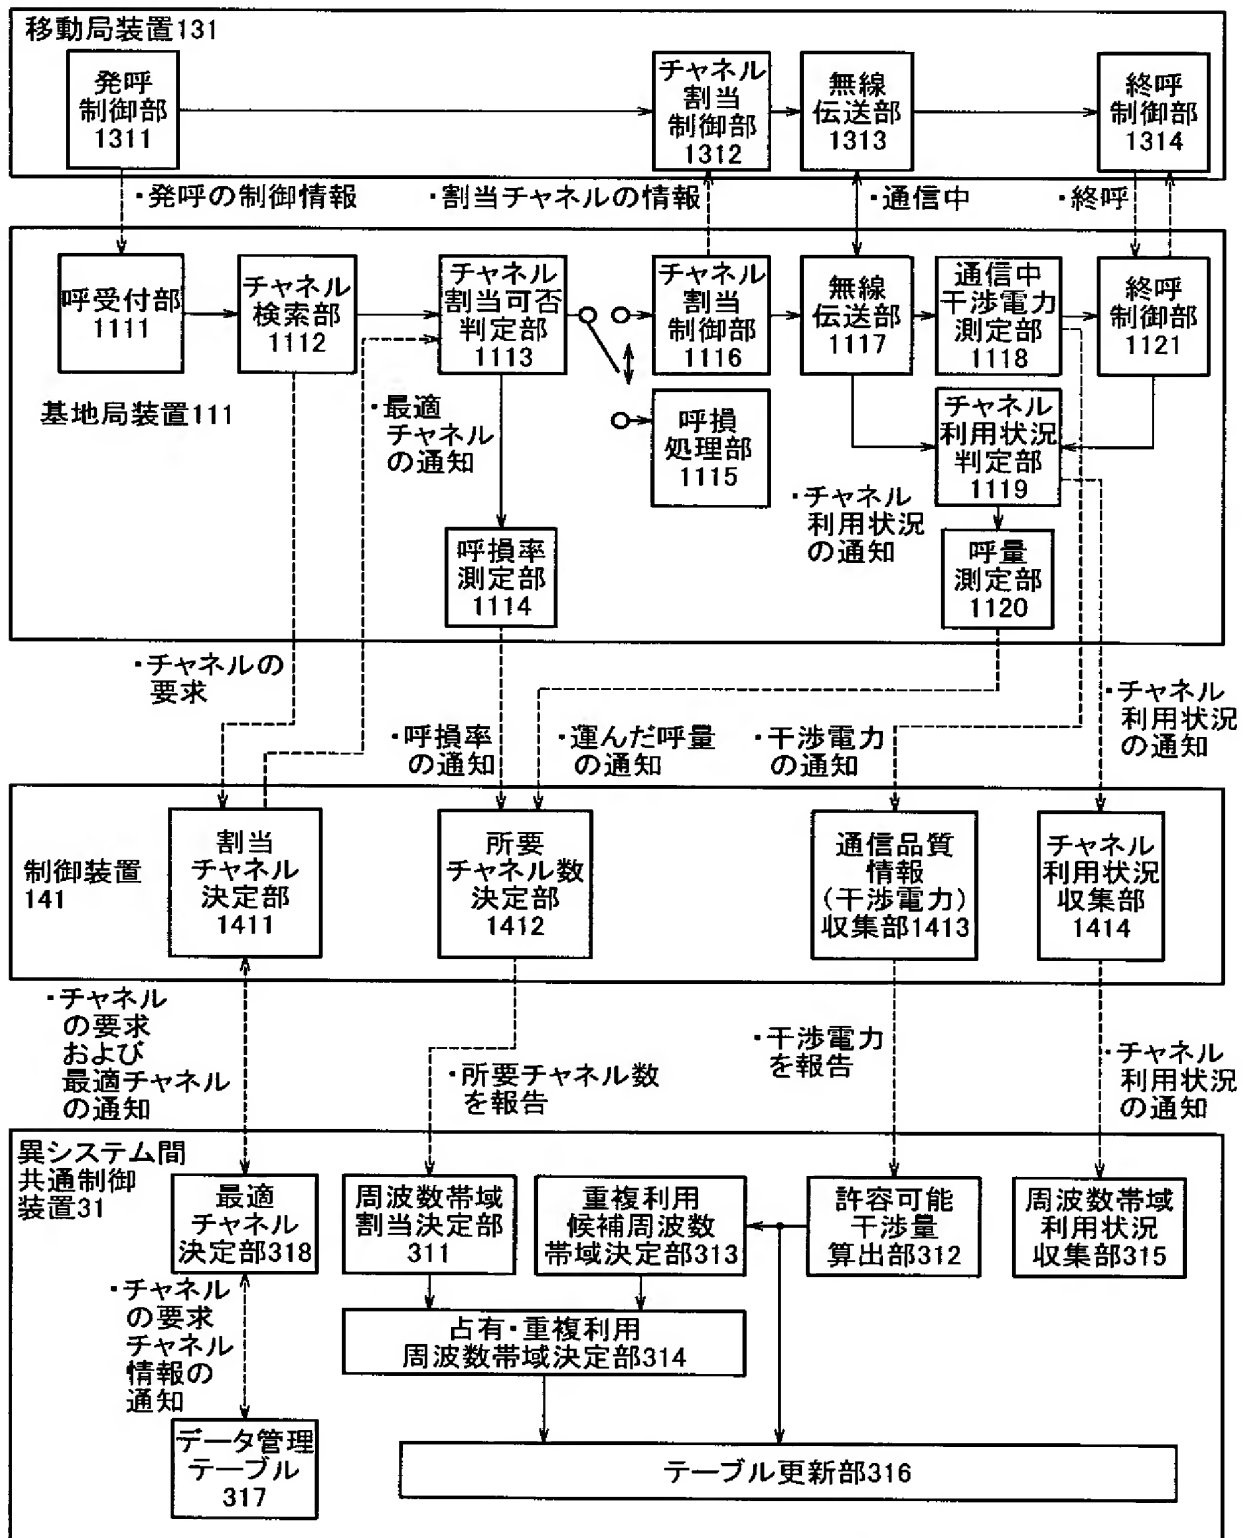 移動局装置131
発呼
制御部
1311
チャネル
割当
制御部
1312
無線
伝送部
1313
終呼
制御部
1314
・発呼の制御情報
・割当チャネルの情報
・通信中
・終呼
呼受付部
1111
チャネル
検索部
1112
チャネル
割当可否
判定部
1113
チャネル
割当
制御部
1116
無線
伝送部
1117
通信中
干渉電力
測定部
1118
終呼
制御部
1121
基地局装置111
・最適
チャネル
の通知
呼損
処理部
1115
チャネル
利用状況
判定部
1119
・チャネル
利用状況
の通知
呼損率
測定部
1114
呼量
測定部
1120
・チャネルの
要求
・呼損率
の通知
・運んだ呼量
の通知
・干渉電力
の通知
・チャネル
利用状況
の通知
制御装置
141
割当
チャネル
決定部
1411
所要
チャネル数
決定部
1412
通信品質
情報
(干渉電力)
収集部1413
チャネル
利用状況
収集部
1414
・チャネル
の要求
および
最適チャネル
の通知
・所要チャネル数
を報告
・干渉電力
を報告
・チャネル
利用状況
の通知
異システム間
共通制御
装置31
最適
チャネル
決定部318
周波数帯域
割当決定部
311
重複利用
候補周波数
帯域決定部313
許容可能
干渉量
算出部312
周波数帯域
利用状況
収集部315
・チャネル
の要求
チャネル
情報の
通知
占有・重複利用
周波数帯域決定部314
データ管理
テーブル
317
テーブル更新部316